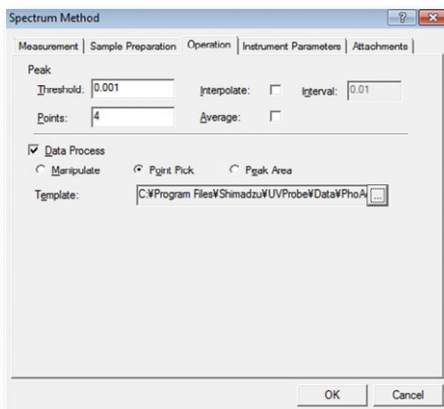 Spectrum Method
Measurement Sample Preparation Operation Instrument Parameters Attachments
Peak
Threshold: 0.001 Interpolate: Interval: 0.01
Points: 4 Average:
Data Process
Manipulate Point Pick Peak Area
Template: C:¥Program Files¥Shimadzu¥UVProbe¥Data¥PhoA ...
OK Cancel